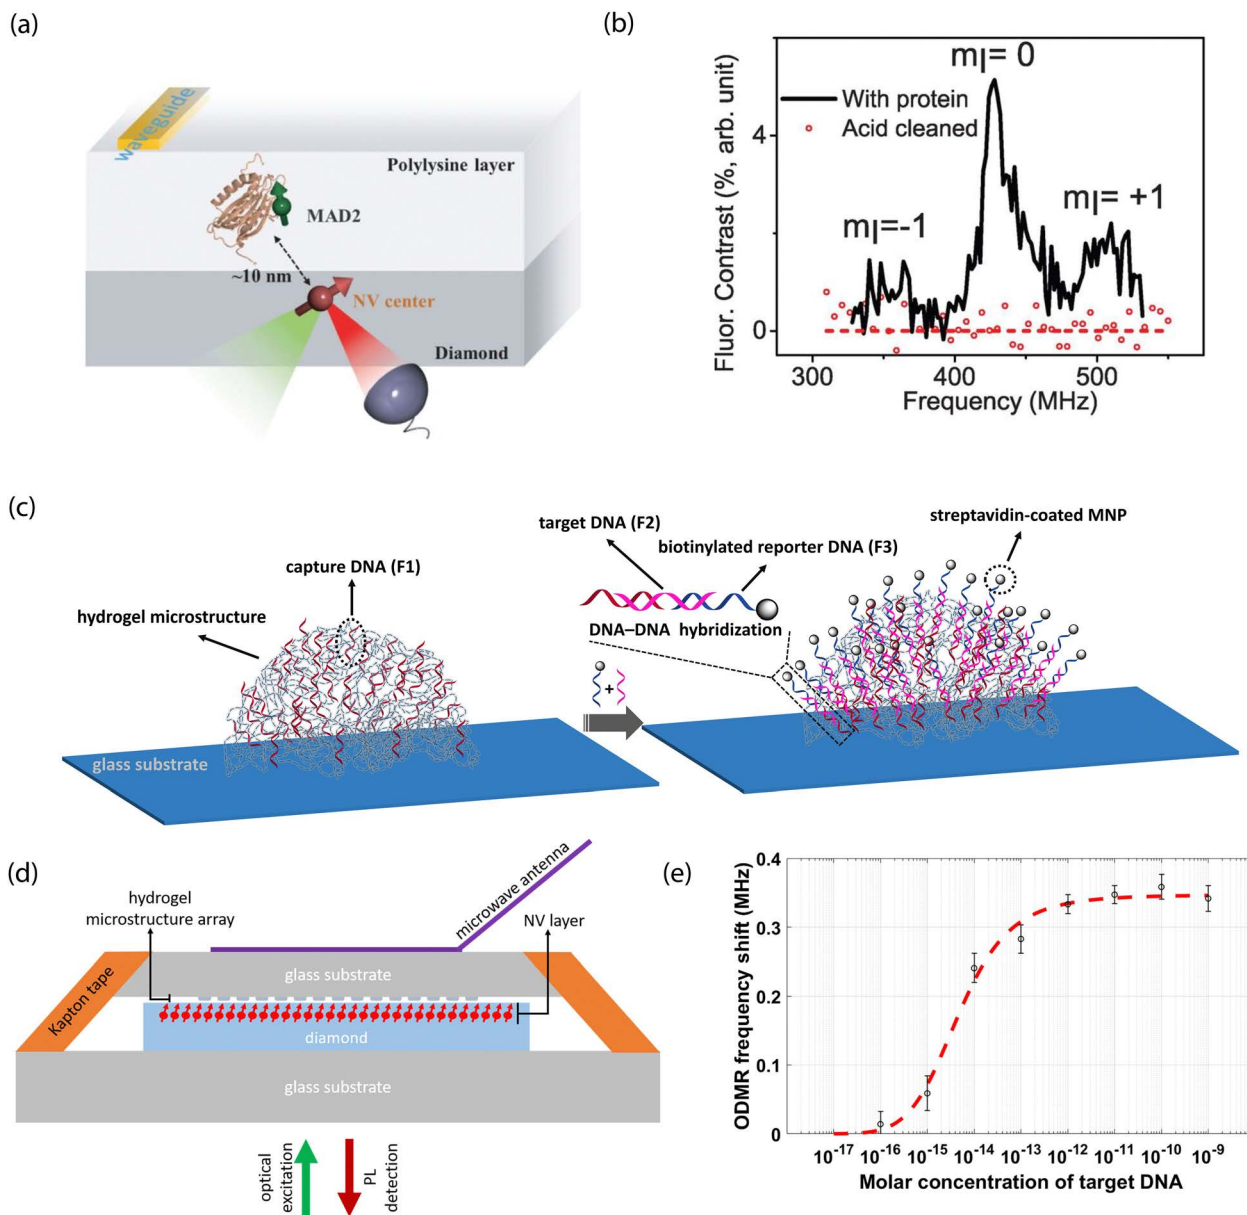 (a)
waveguide
Polylysine layer
MAD2
~10 nm
NV center
Diamond
(b)
mI= 0
With protein
Acid cleaned
mI=-1
mI= +1
Fluor. Contrast (%, arb. unit)
4
0
300
400
500
Frequency (MHz)
(c)
capture DNA (F1)
hydrogel microstructure
glass substrate
target DNA (F2)
biotinylated reporter DNA (F3)
streptavidin-coated MNP
DNA–DNA hybridization
+
(d)
hydrogel
microstructure array
microwave antenna
NV layer
Kapton tape
glass substrate
diamond
glass substrate
optical
excitation
PL
detection
(e)
ODMR frequency shift (MHz)
0.4
0.3
0.2
0.1
0
10-17 10-16 10-15 10-14 10-13 10-12 10-11 10-10 10-9
Molar concentration of target DNA